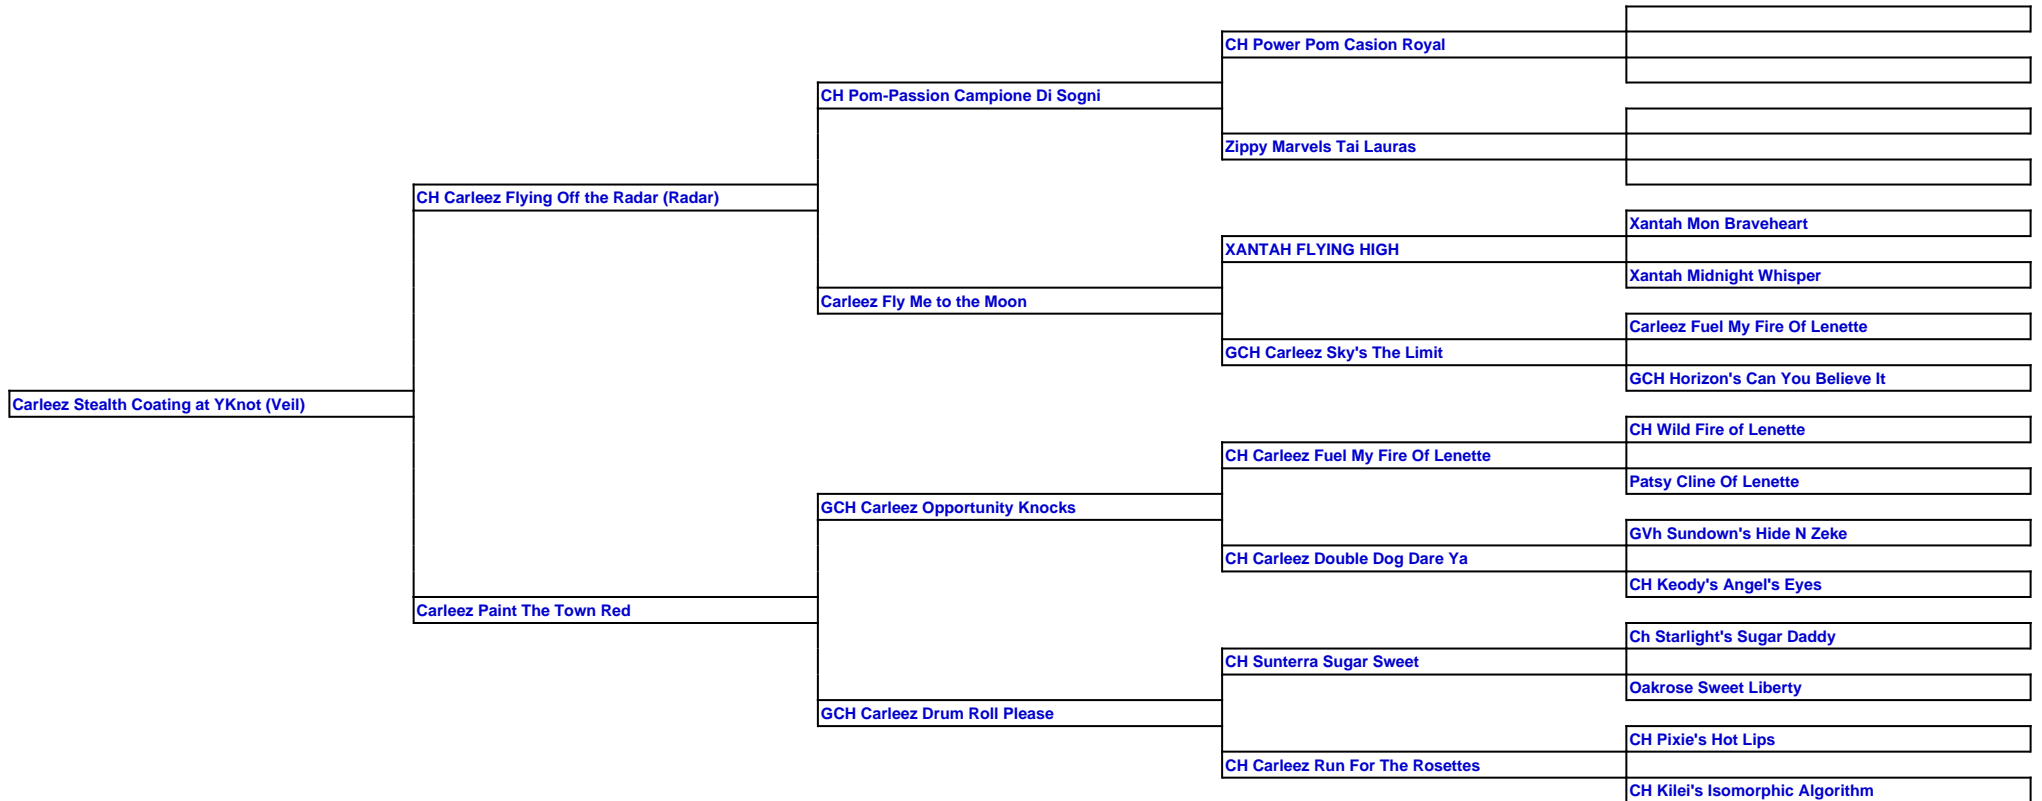 CH Power Pom Casion Royal
CH Pom-Passion Campione Di Sogni
Zippy Marvels Tai Lauras
CH Carleez Flying Off the Radar (Radar)
Xantah Mon Braveheart
XANTAH FLYING HIGH
Xantah Midnight Whisper
Carleez Fly Me to the Moon
Carleez Fuel My Fire Of Lenette
GCH Carleez Sky's The Limit
GCH Horizon's Can You Believe It
Carleez Stealth Coating at YKnot (Veil)
CH Wild Fire of Lenette
CH Carleez Fuel My Fire Of Lenette
Patsy Cline Of Lenette
GCH Carleez Opportunity Knocks
GVh Sundown's Hide N Zeke
CH Carleez Double Dog Dare Ya
CH Keody's Angel's Eyes
Carleez Paint The Town Red
Ch Starlight's Sugar Daddy
CH Sunterra Sugar Sweet
Oakrose Sweet Liberty
GCH Carleez Drum Roll Please
CH Pixie's Hot Lips
CH Carleez Run For The Rosettes
CH Kilei's Isomorphic Algorithm